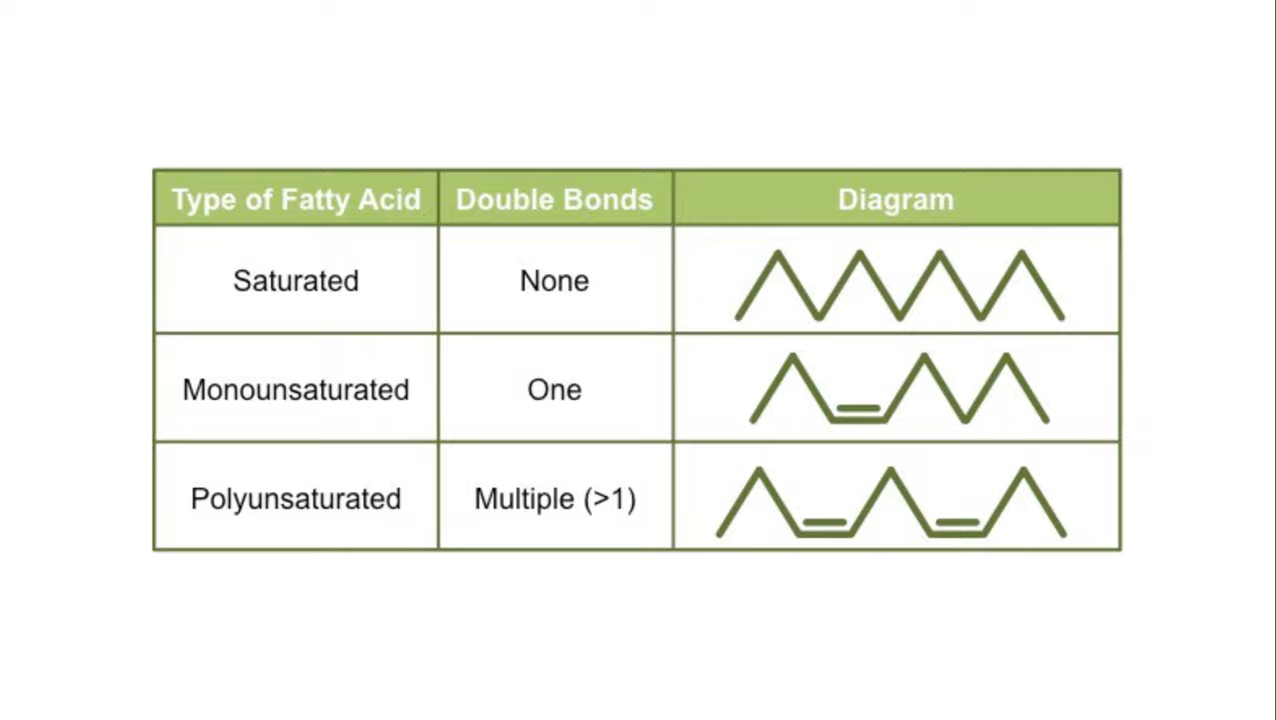 Type of Fatty Acid Double Bonds Diagram
Saturated None
Monounsaturated One
Polyunsaturated Multiple (>1)